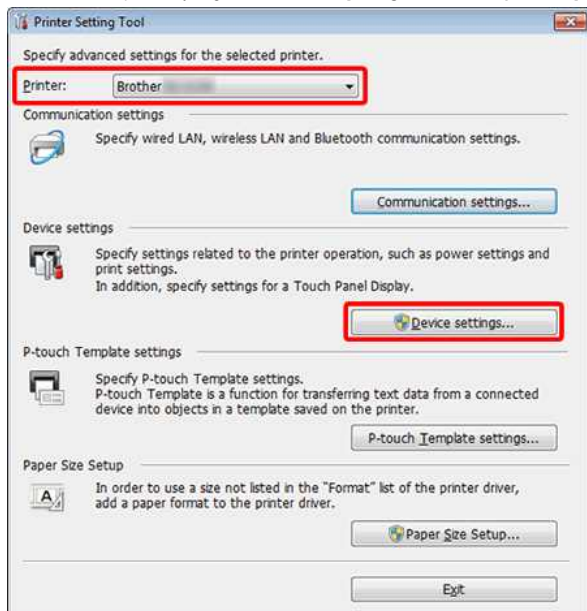 Printer Setting Tool
Specify advanced settings for the selected printer.
Printer: Brother
Communication settings
Specify wired LAN, wireless LAN and Bluetooth communication settings.
Communication settings...
Device settings
Specify settings related to the printer operation, such as power settings and
print settings.
In addition, specify settings for a Touch Panel Display.
Device settings...
P-touch Template settings
Specify P-touch Template settings.
P-touch Template is a function for transferring text data from a connected
device into objects in a template saved on the printer.
P-touch Template settings...
Paper Size Setup
In order to use a size not listed in the "Format" list of the printer driver,
add a paper format to the printer driver.
A
Paper Size Setup...
Exit